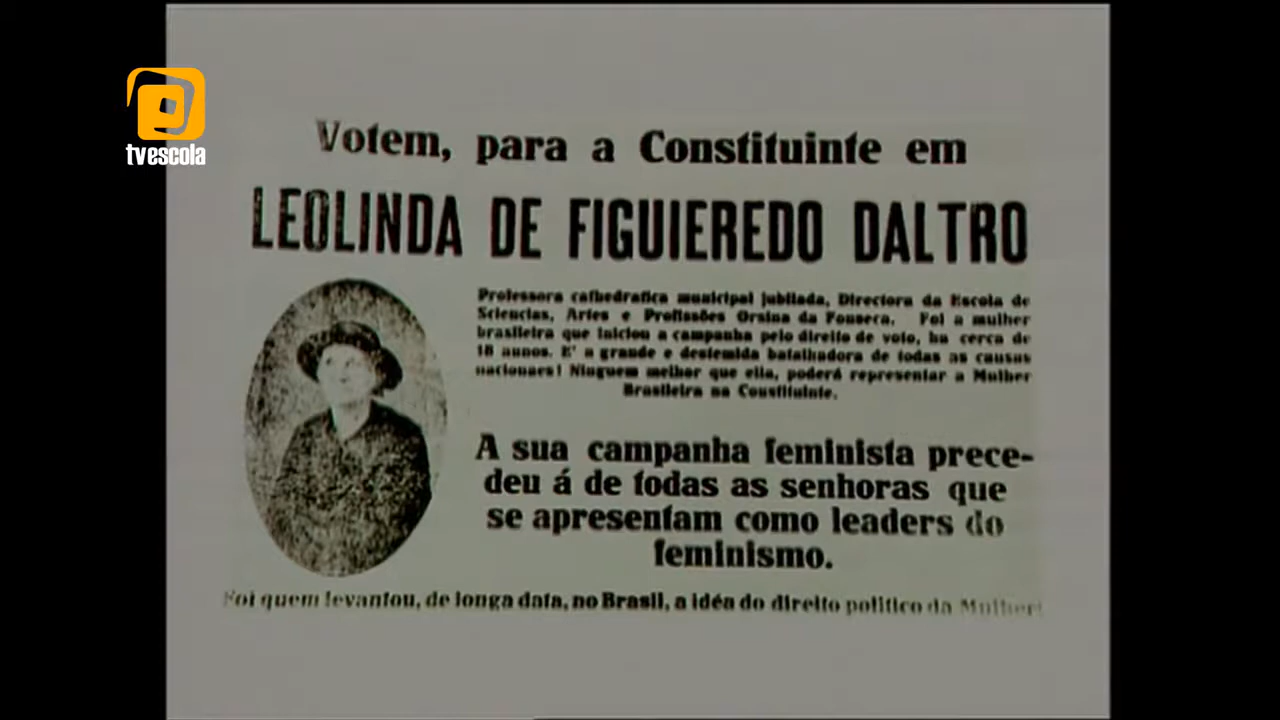 tvescola
Votem, para a Constituinte em
LEOLINDA DE FIGUIEREDO DALTRO
Professora cathedratica municipal jubilada, Directora da Escola de
Sciencias, Artes e Profissões Orsina da Fonseca. Foi a mulher
brasileira que iniciou a campanha pelo direito de voto, ha cerca de
18 annos. E' a grande e destemida batalhadora de todas as causas
nacionaes! Ninguem melhor que ella, poderá representar a Mulher
Brasileira na Constituinte.
A sua campanha feminista prece-
deu á de todas as senhoras que
se apresentam como leaders do
feminismo.
Foi quem levantou, de longa data, no Brasil, a idéa do direito politico da Mulher!